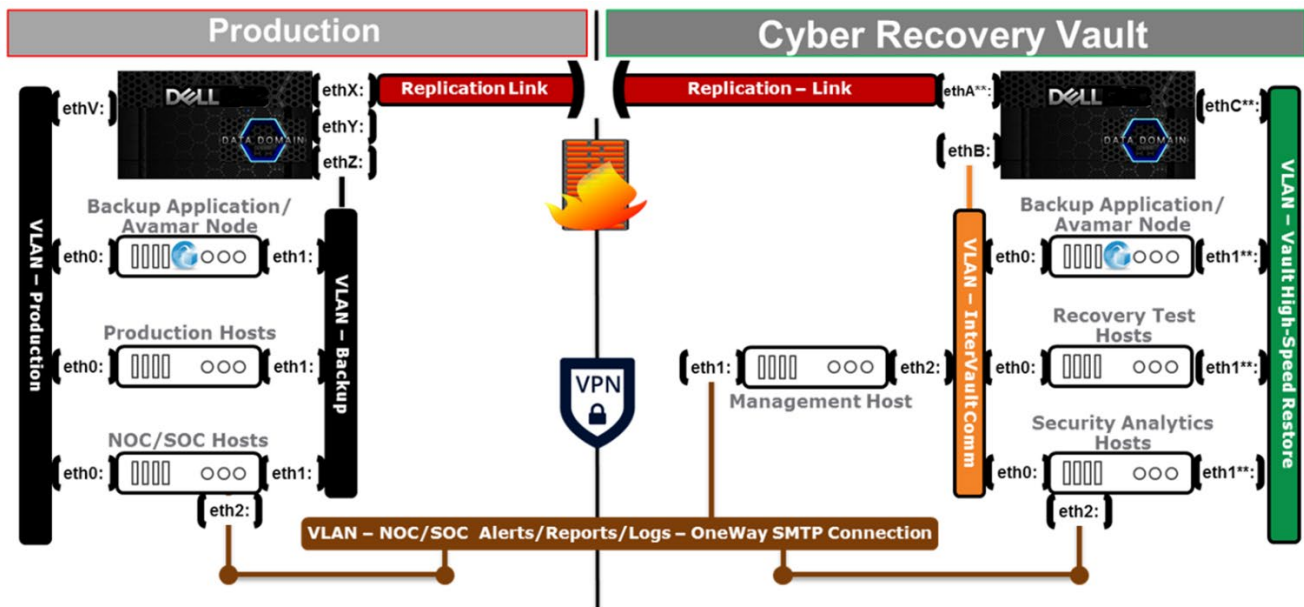 Production
Cyber Recovery Vault
ethV:
DELL
DATA DOMAIN
ethX:
ethY:
ethZ:
Replication Link
Replication – Link
ethA**:
ethB:
DELL
DATA DOMAIN
ethC**:
VLAN – Production
Backup Application/
Avamar Node
eth0:
eth1:
Production Hosts
eth0:
eth1:
NOC/SOC Hosts
eth0:
eth1:
eth2:
VLAN – Backup
VPN
eth1:
eth2:
Management Host
VLAN – InterVaultComm
Backup Application/
Avamar Node
eth0:
eth1**:
Recovery Test
Hosts
eth0:
eth1**:
Security Analytics
Hosts
eth0:
eth1**:
eth2:
VLAN – Vault High-Speed Restore
VLAN – NOC/SOC Alerts/Reports/Logs – OneWay SMTP Connection